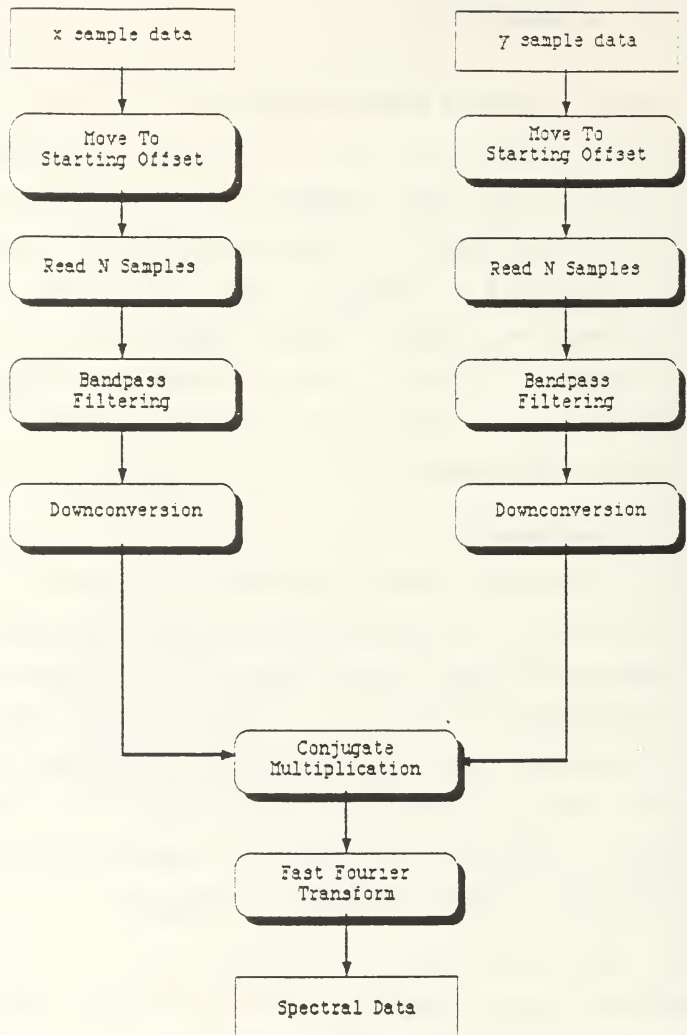 x sample data
Move To
Starting Offset
Read N Samples
Bandpass
Filtering
Downconversion
y sample data
Move To
Starting Offset
Read N Samples
Bandpass
Filtering
Downconversion
Conjugate
Multiplication
Fast Fourier
Transform
Spectral Data